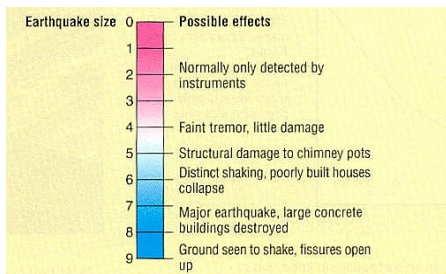 Earthquake size 0 Possible effects
1
2 Normally only detected by
instruments
3
4 Faint tremor, little damage
5 Structural damage to chimney pots
6 Distinct shaking, poorly built houses
collapse
7 Major earthquake, large concrete
8 buildings destroyed
9 Ground seen to shake, fissures open
up